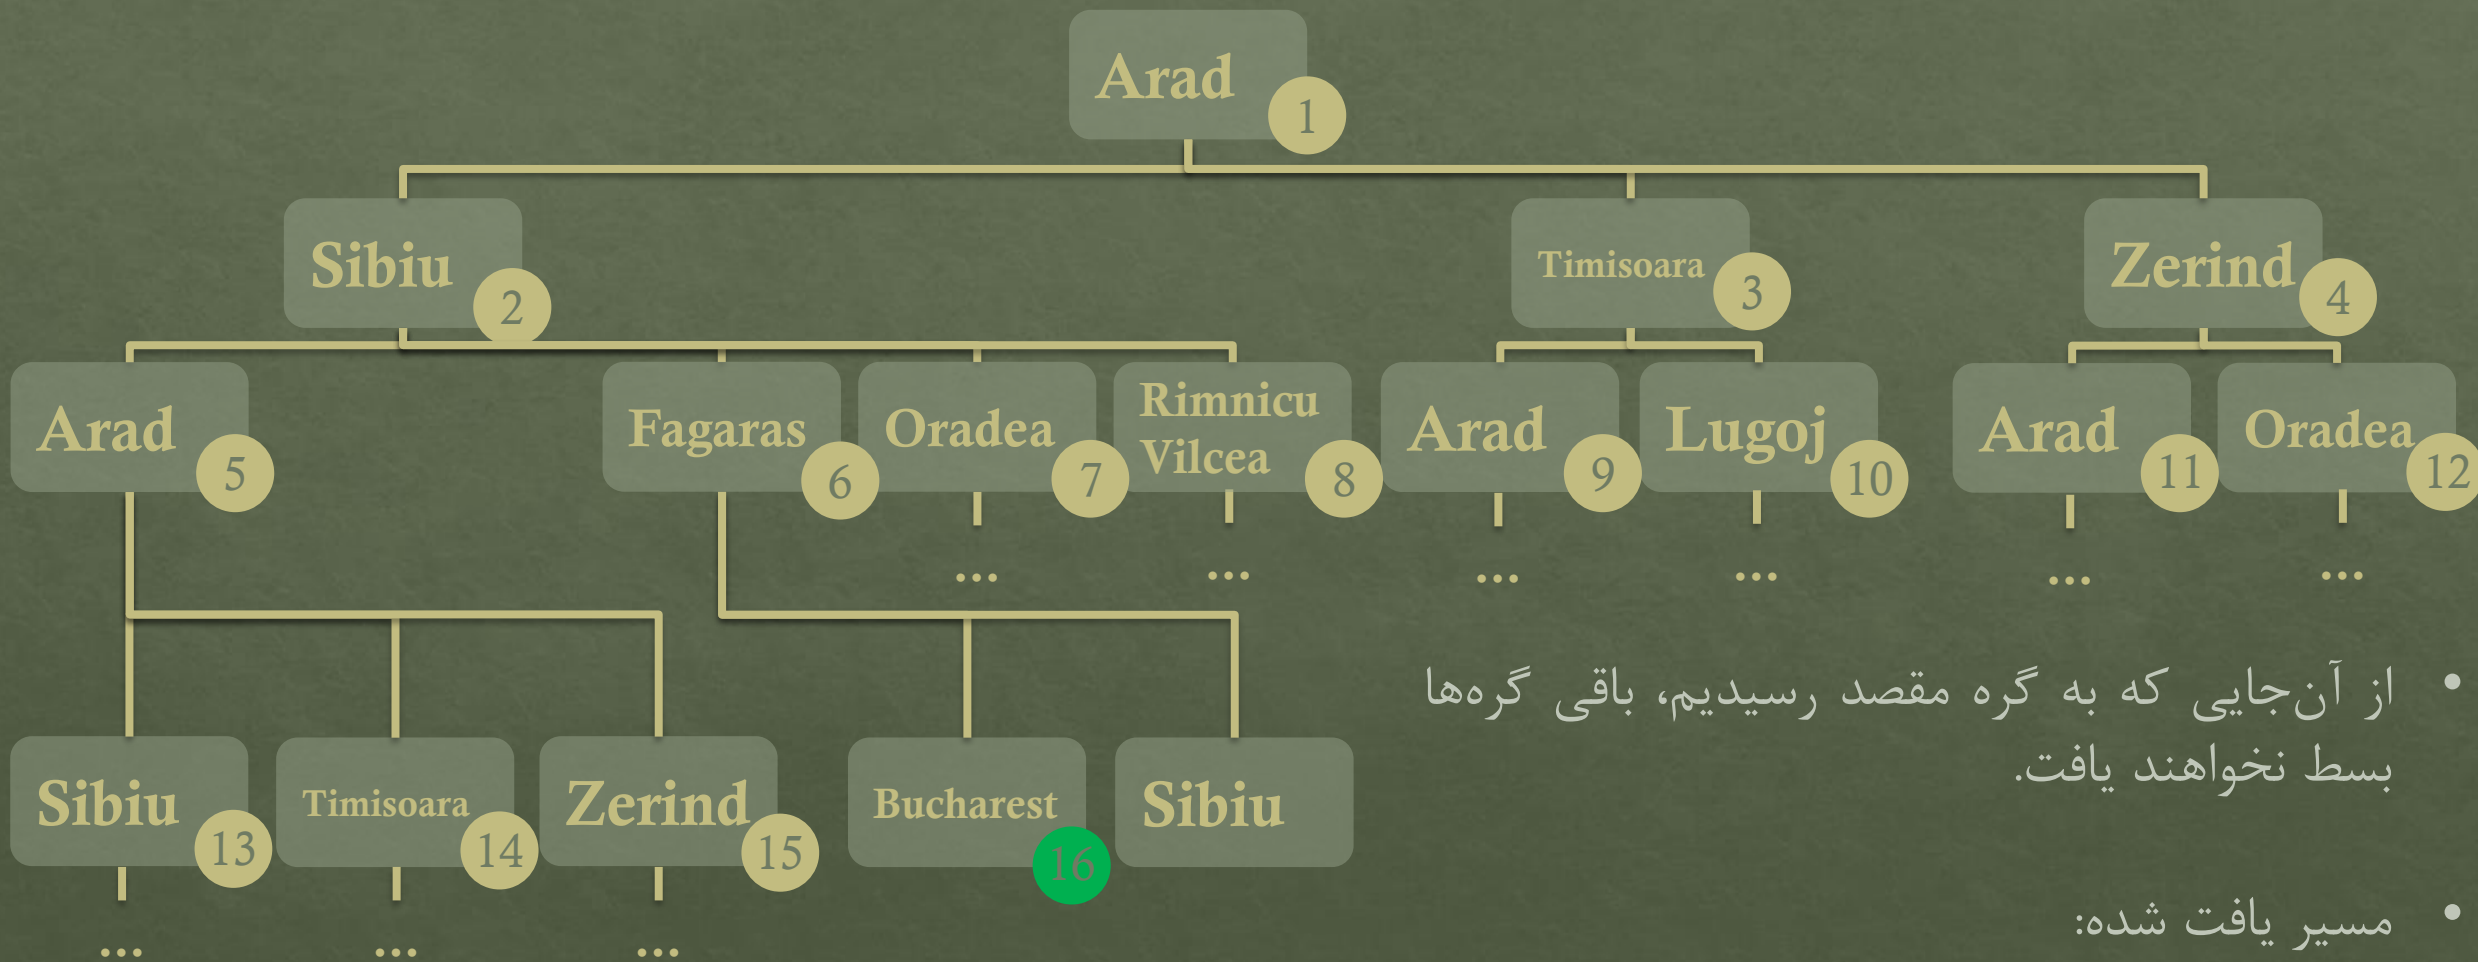 Arad
1
Sibiu
2
Timisoara
3
Zerind
4
Arad
5
Fagaras
6
Oradea
7
Rimnicu
Vilcea
8
Arad
9
Lugoj
10
Arad
11
Oradea
12
...
...
...
...
...
...
Sibiu
13
Timisoara
14
Zerind
15
Bucharest
16
Sibiu
...
...
...
• از آن‌جایی که به گره مقصد رسیدیم، باقی گره‌ها
بسط نخواهند یافت.
• مسیر یافت شده: